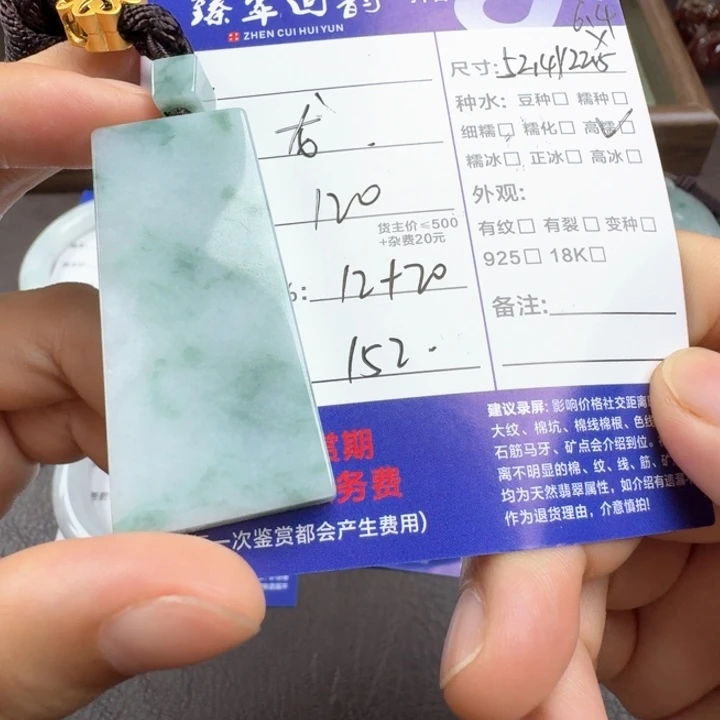 臻翠回韵
ZHEN CUI HUI YUN
6.4
X
尺寸: 52.4/22.5
种水: 豆种□ 糯种□
细糯□ 糯化□ 高糯☑
糯冰□ 正冰□ 高冰□
外观:
有纹□ 有裂□ 变种□
925□ 18K□
备注:
120
货主价≤500
+杂费20元
12+20
152.
赏期
务费
一次鉴赏都会产生费用)
建议录屏: 影响价格社交距离
大纹、棉坑、棉线棉根、色线
石筋马牙、矿点会介绍到位。
离不明显的棉、纹、线、筋、矿
均为天然翡翠属性, 如介绍有遗漏
作为退货理由, 介意慎拍!